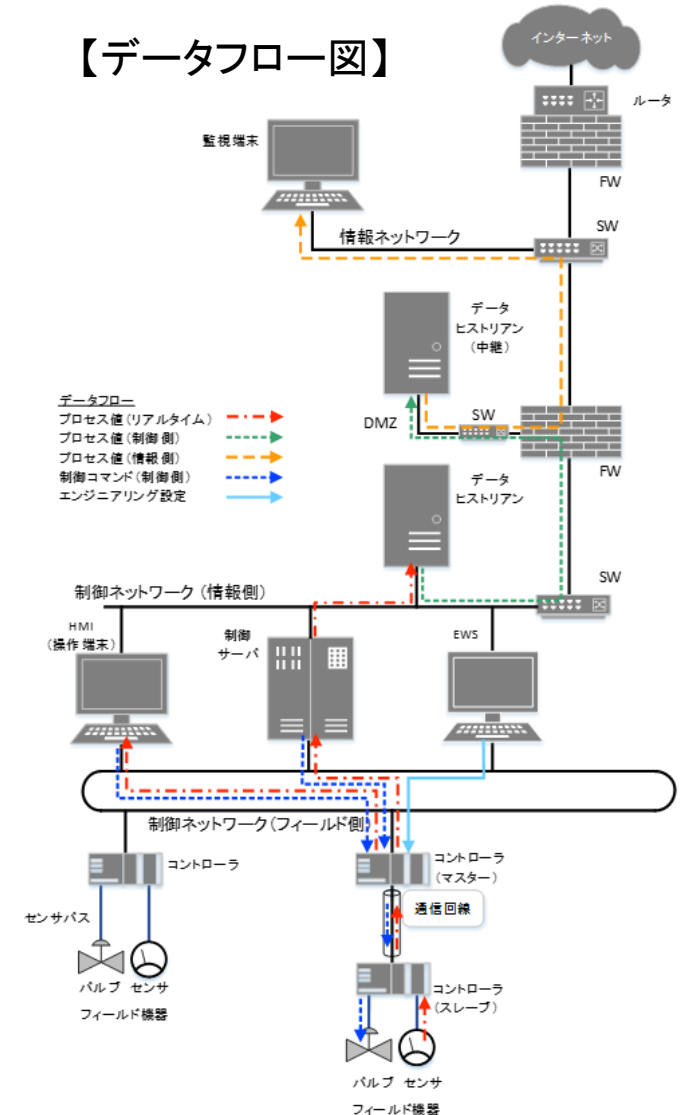 【データフロー図】
インターネット
ルータ
FW
監視端末
SW
情報ネットワーク
データ
ヒストリアン
(中継)
データフロー
プロセス値(リアルタイム)
プロセス値(制御側)
プロセス値(情報側)
制御コマンド(制御側)
エンジニアリング設定
DMZ
SW
FW
データ
ヒストリアン
SW
制御ネットワーク(情報側)
HMI
(操作端末)
制御
サーバ
EWS
制御ネットワーク(フィールド側)
コントローラ
コントローラ
(マスター)
通信回線
センサバス
バルブ センサ
フィールド機器
コントローラ
(スレーブ)
バルブ センサ
フィールド機器